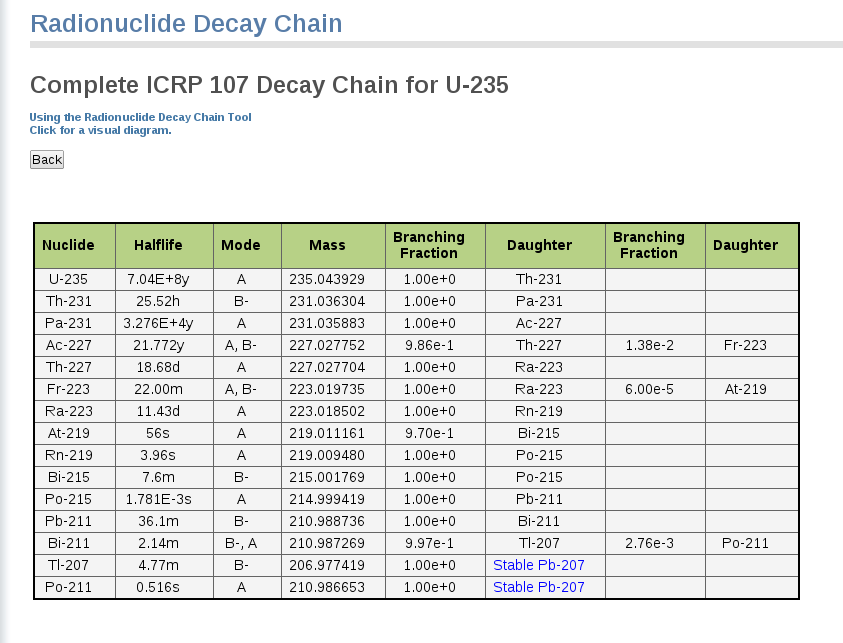 Radionuclide Decay Chain
Complete ICRP 107 Decay Chain for U-235
Using the Radionuclide Decay Chain Tool
Click for a visual diagram.
Back
Nuclide Halflife Mode Mass Branching Fraction Daughter Branching Fraction Daughter
U-235 7.04E+8y A 235.043929 1.00e+0 Th-231
Th-231 25.52h B- 231.036304 1.00e+0 Pa-231
Pa-231 3.276E+4y A 231.035883 1.00e+0 Ac-227
Ac-227 21.772y A, B- 227.027752 9.86e-1 Th-227 1.38e-2 Fr-223
Th-227 18.68d A 227.027704 1.00e+0 Ra-223
Fr-223 22.00m A, B- 223.019735 1.00e+0 Ra-223 6.00e-5 At-219
Ra-223 11.43d A 223.018502 1.00e+0 Rn-219
At-219 56s A 219.011161 9.70e-1 Bi-215
Rn-219 3.96s A 219.009480 1.00e+0 Po-215
Bi-215 7.6m B- 215.001769 1.00e+0 Po-215
Po-215 1.781E-3s A 214.999419 1.00e+0 Pb-211
Pb-211 36.1m B- 210.988736 1.00e+0 Bi-211
Bi-211 2.14m B-, A 210.987269 9.97e-1 Tl-207 2.76e-3 Po-211
Tl-207 4.77m B- 206.977419 1.00e+0 Stable Pb-207
Po-211 0.516s A 210.986653 1.00e+0 Stable Pb-207